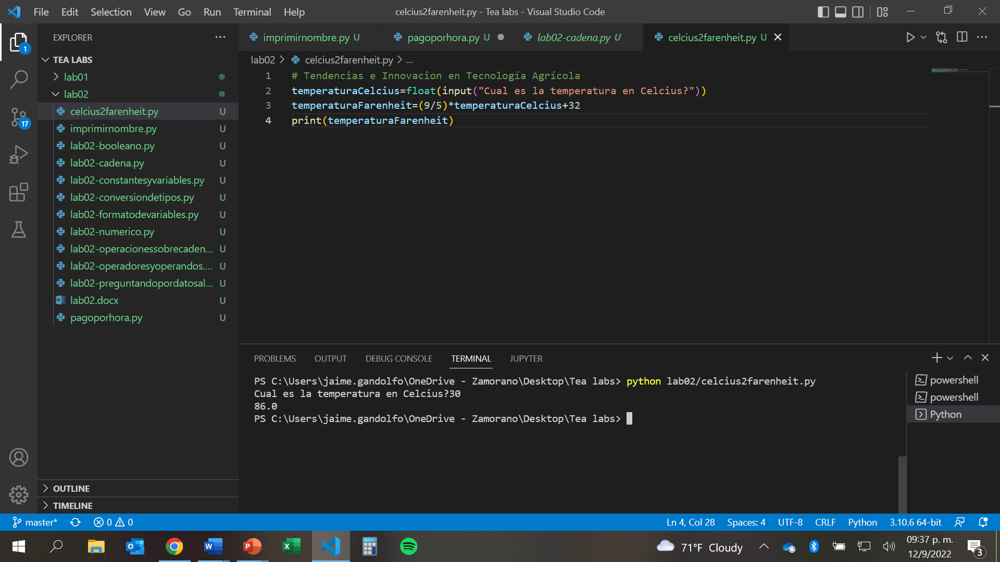 File Edit Selection View Go Run Terminal Help
celcius2farenheit.py - Tea labs - Visual Studio Code
EXPLORER
TEA LABS
lab01
lab02
celcius2farenheit.py U
imprimirnombre.py U
lab02-booleano.py U
lab02-cadena.py U
lab02-constantesyvariables.py U
lab02-conversiondetipos.py U
lab02-formatodevariables.py U
lab02-numerico.py U
lab02-operacionessobrecaden... U
lab02-operadoresyoperandos.... U
lab02-preguntandopordatosal... U
lab02.docx U
pagoporhora.py U
OUTLINE
TIMELINE
1
17
imprimirnombre.py U
pagoporhora.py U
lab02-cadena.py U
celcius2farenheit.py U
lab02 > celcius2farenheit.py > ...
1 # Tendencias e Innovacion en Tecnología Agrícola
2 temperaturaCelcius=float(input("Cual es la temperatura en Celcius?"))
3 temperaturaFarenheit=(9/5)*temperaturaCelcius+32
4 print(temperaturaFarenheit)
PROBLEMS OUTPUT DEBUG CONSOLE TERMINAL JUPYTER
PS C:\Users\jaime.gandolfo\OneDrive - Zamorano\Desktop\Tea labs> python lab02/celcius2farenheit.py
Cual es la temperatura en Celcius?30
86.0
PS C:\Users\jaime.gandolfo\OneDrive - Zamorano\Desktop\Tea labs>
powershell
powershell
Python
master* 0 0
Ln 4, Col 28 Spaces: 4 UTF-8 CRLF Python 3.10.6 64-bit
71°F Cloudy
09:37 p. m.
12/9/2022
3